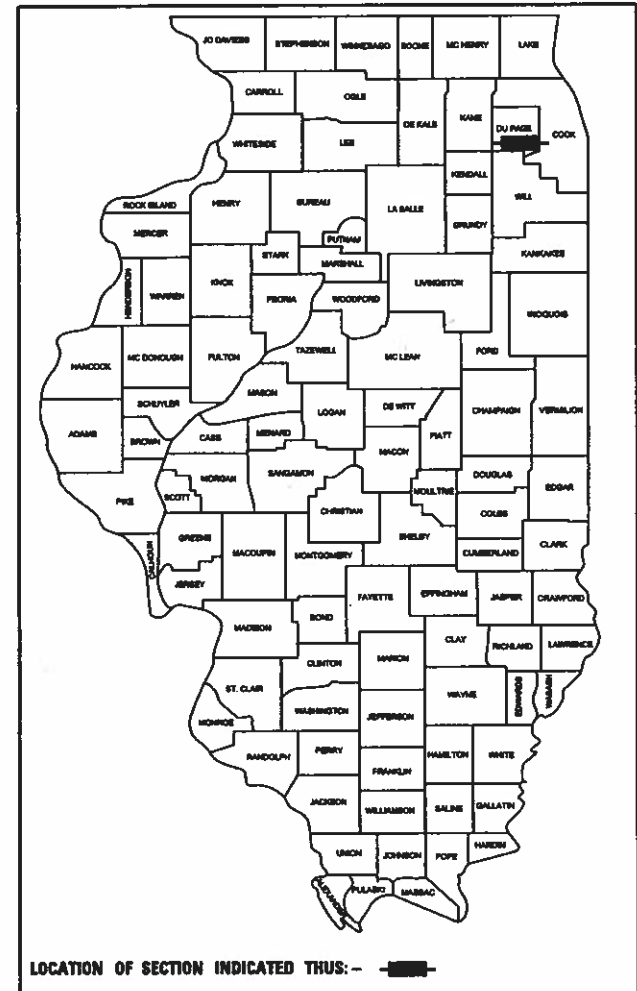 JO DAVIESS STEPHENSON WINNEBAGO BOONE MC HENRY LAKE
CARROLL OGLE DE KALB KANE DU PAGE COOK
WHITESIDE LEE
KENDALL
ROCK ISLAND HENRY BUREAU LA SALLE WILL
MERCER PUTNAM GRUNDY
STARK MARSHALL KANKAKEE
HENDERSON WARREN KNOX PEORIA WOODFORD LIVINGSTON IROQUOIS
HANCOCK MC DONOUGH FULTON TAZEWELL MC LEAN FORD
SCHUYLER MASON LOGAN DE WITT CHAMPAIGN VERMILION
ADAMS BROWN CASS MENARD PIATT
MACON
PIKE SCOTT MORGAN SANGAMON MOULTRIE DOUGLAS EDGAR
CHRISTIAN COLES
CALHOUN GREENE MACOUPIN MONTGOMERY SHELBY CUMBERLAND CLARK
JERSEY FAYETTE EFFINGHAM JASPER CRAWFORD
MADISON BOND
CLAY RICHLAND LAWRENCE
CLINTON MARION
ST. CLAIR WAYNE EDWARDS WABASH
WASHINGTON JEFFERSON
MONROE
RANDOLPH PERRY HAMILTON WHITE
FRANKLIN
JACKSON WILLIAMSON SALINE GALLATIN
UNION JOHNSON POPE HARDIN
ALEXANDER PULASKI MASSAC
LOCATION OF SECTION INDICATED THUS: -